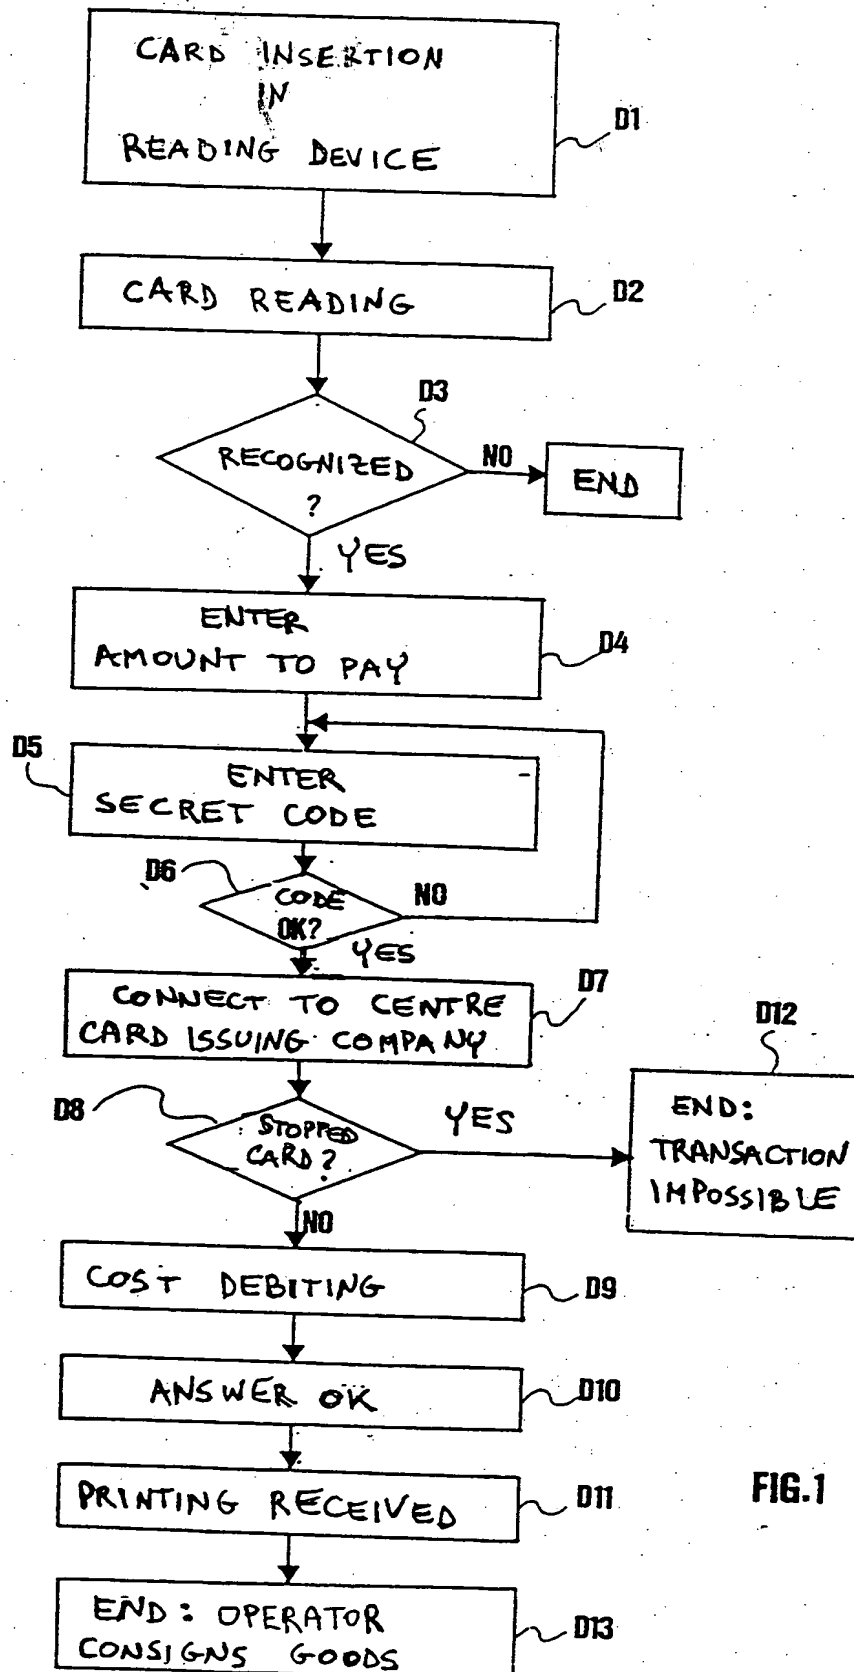 CARD INSERTION
IN
READING DEVICE
D1
CARD READING
D2
D3
RECOGNIZED
?
NO
END
YES
ENTER
AMOUNT TO PAY
D4
D5
ENTER
SECRET CODE
D6
CODE
OK?
NO
YES
CONNECT TO CENTRE
CARD ISSUING COMPANY
D7
D12
D8
STOPPED
CARD?
YES
END:
TRANSACTION
IMPOSSIBLE
NO
COST DEBITING
D9
ANSWER OK
D10
PRINTING RECEIVED
D11
FIG.1
END: OPERATOR
CONSIGNS GOODS
D13